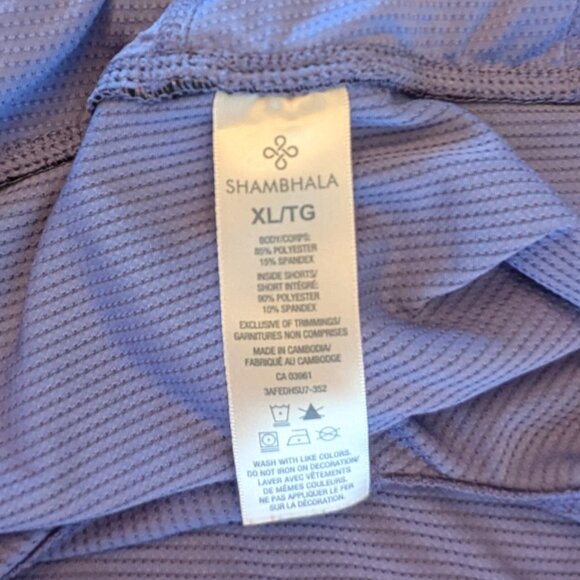 SHAMBHALA
XL/TG
BODY/CORPS:
85% POLYESTER
15% SPANDEX
INSIDE SHORTS/
SHORT INTÉGRÉ:
90% POLYESTER
10% SPANDEX
EXCLUSIVE OF TRIMMINGS/
GARNITURES NON COMPRISES
MADE IN CAMBODIA/
FABRIQUÉ AU CAMBODGE
CA 03961
3AFEDHSU7-352
WASH WITH LIKE COLORS.
DO NOT IRON ON DECORATION/
LAVER AVEC VÊTEMENTS
DE MÊMES COULEURS.
NE PAS APPLIQUER LE FER
SUR LA DÉCORATION.